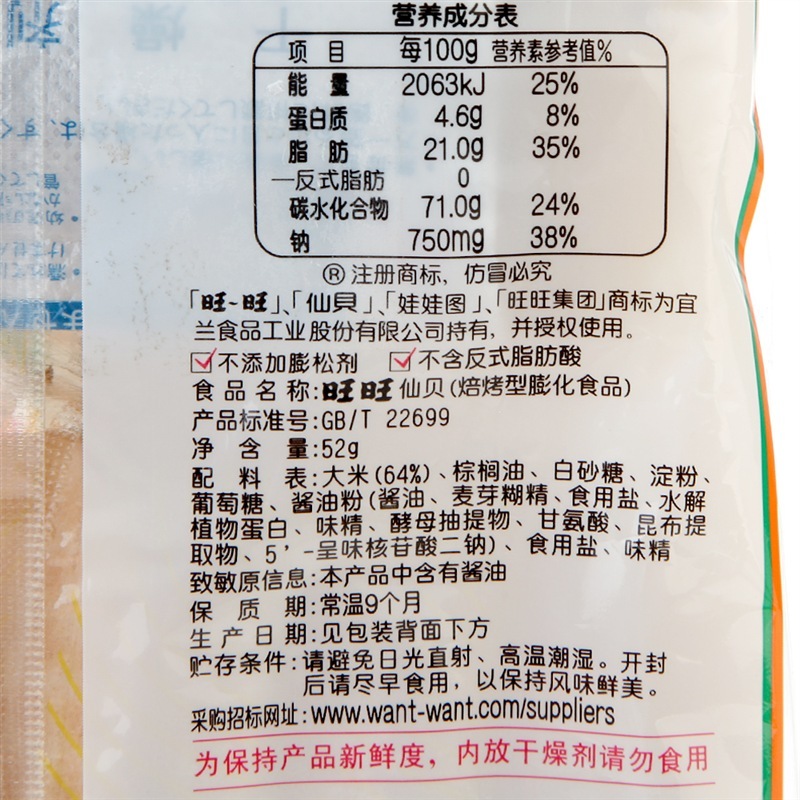 营养成分表
项 目 每100g 营养素参考值%
能 量 2063kJ 25%
蛋白质 4.6g 8%
脂 肪 21.0g 35%
—反式脂肪 0
碳水化合物 71.0g 24%
钠 750mg 38%
®注册商标，仿冒必究
「旺~旺」、「仙貝」、「娃娃图」、「旺旺集团」商标为宜
兰食品工业股份有限公司持有，并授权使用。
不添加膨松剂 不含反式脂肪酸
食品名称:旺旺仙贝(焙烤型膨化食品)
产品标准号:GB/T 22699
净 含 量:52g
配 料 表:大米(64%)、棕榈油、白砂糖、淀粉、
葡萄糖、酱油粉(酱油、麦芽糊精、食用盐、水解
植物蛋白、味精、酵母抽提物、甘氨酸、昆布提
取物、5’-呈味核苷酸二钠)、食用盐、味精
致敏原信息:本产品中含有酱油
保 质 期:常温9个月
生产日期:见包装背面下方
贮存条件:请避免日光直射、高温潮湿。开封
后请尽早食用，以保持风味鲜美。
采购招标网址:www.want-want.com/suppliers
为保持产品新鲜度，内放干燥剂请勿食用